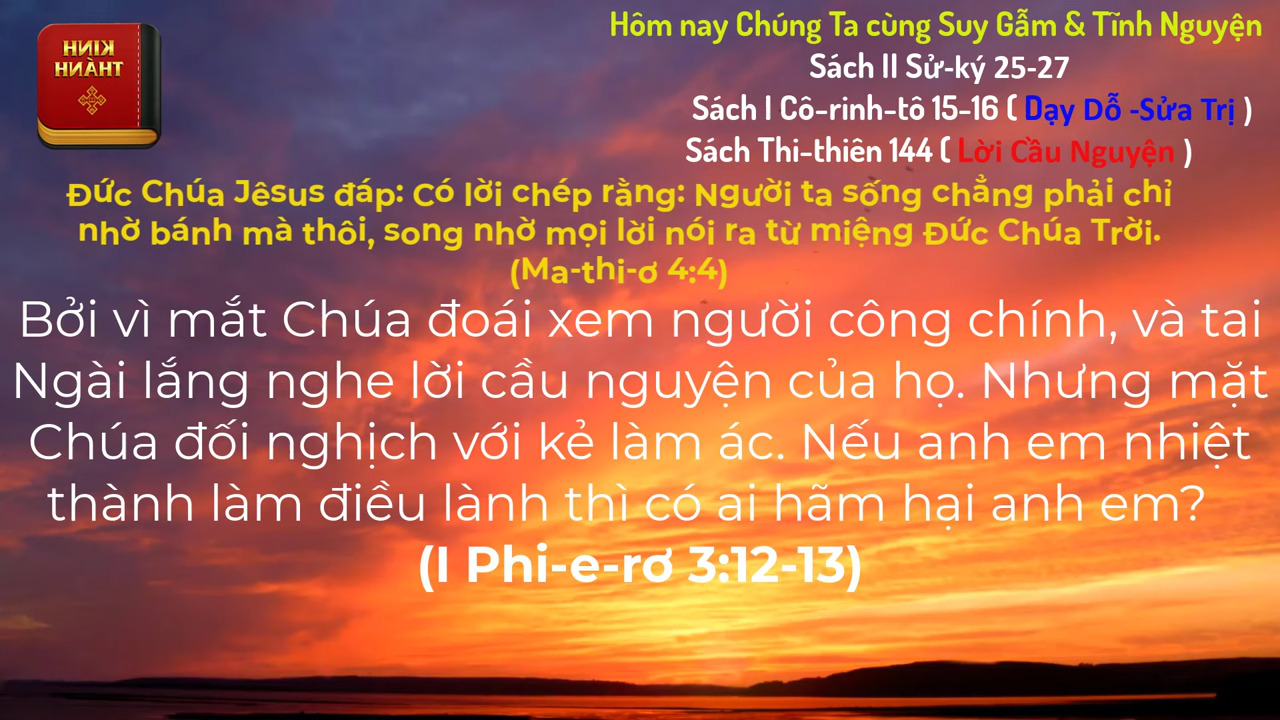 KINH
THÀNH
Hôm nay Chúng Ta cùng Suy Gẫm & Tĩnh Nguyện
Sách II Sử-ký 25-27
Sách I Cô-rinh-tô 15-16 ( Dạy Dỗ -Sửa Trị )
Sách Thi-thiên 144 ( Lời Cầu Nguyện )
Đức Chúa Jêsus đáp: Có lời chép rằng: Người ta sống chẳng phải chỉ
nhờ bánh mà thôi, song nhờ mọi lời nói ra từ miệng Đức Chúa Trời.
(Ma-thi-ơ 4:4)
Bởi vì mắt Chúa đoái xem người công chính, và tai
Ngài lắng nghe lời cầu nguyện của họ. Nhưng mặt
Chúa đối nghịch với kẻ làm ác. Nếu anh em nhiệt
thành làm điều lành thì có ai hãm hại anh em?
(I Phi-e-rơ 3:12-13)